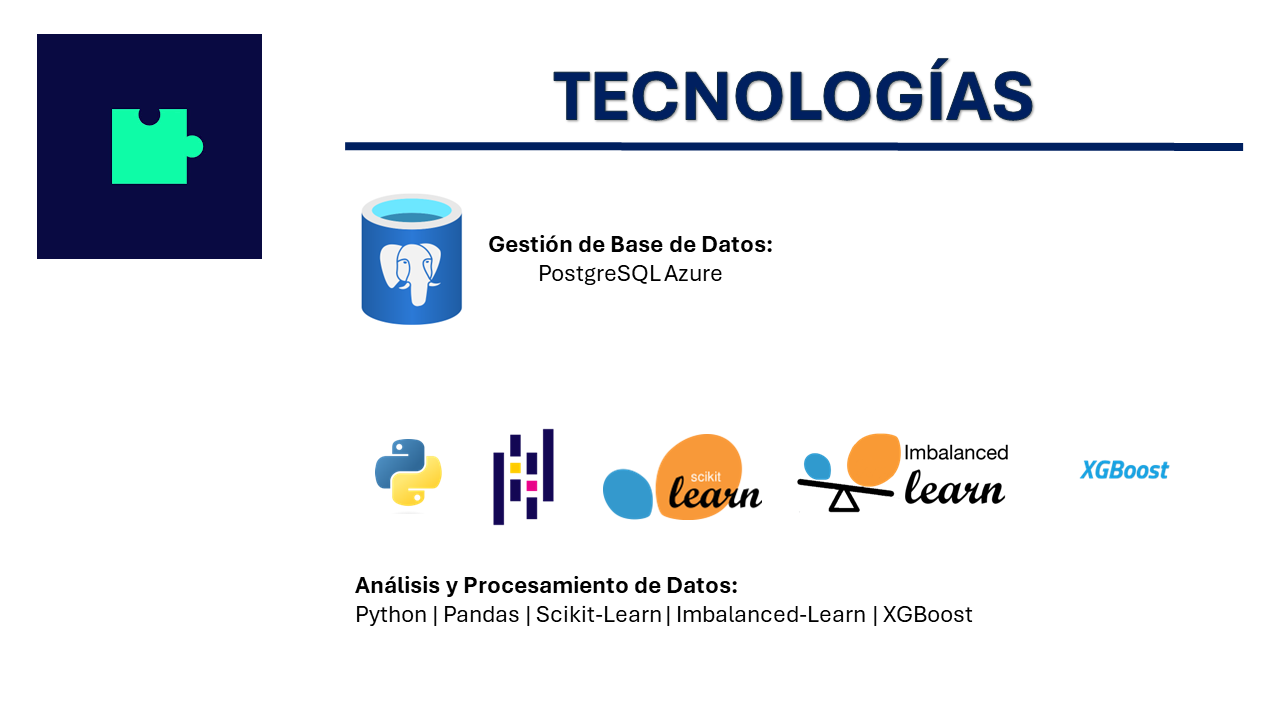 TECNOLOGÍAS
Gestión de Base de Datos:
PostgreSQL Azure
scikit
learn
Imbalanced
learn
XGBoost
Análisis y Procesamiento de Datos:
Python | Pandas | Scikit-Learn | Imbalanced-Learn | XGBoost